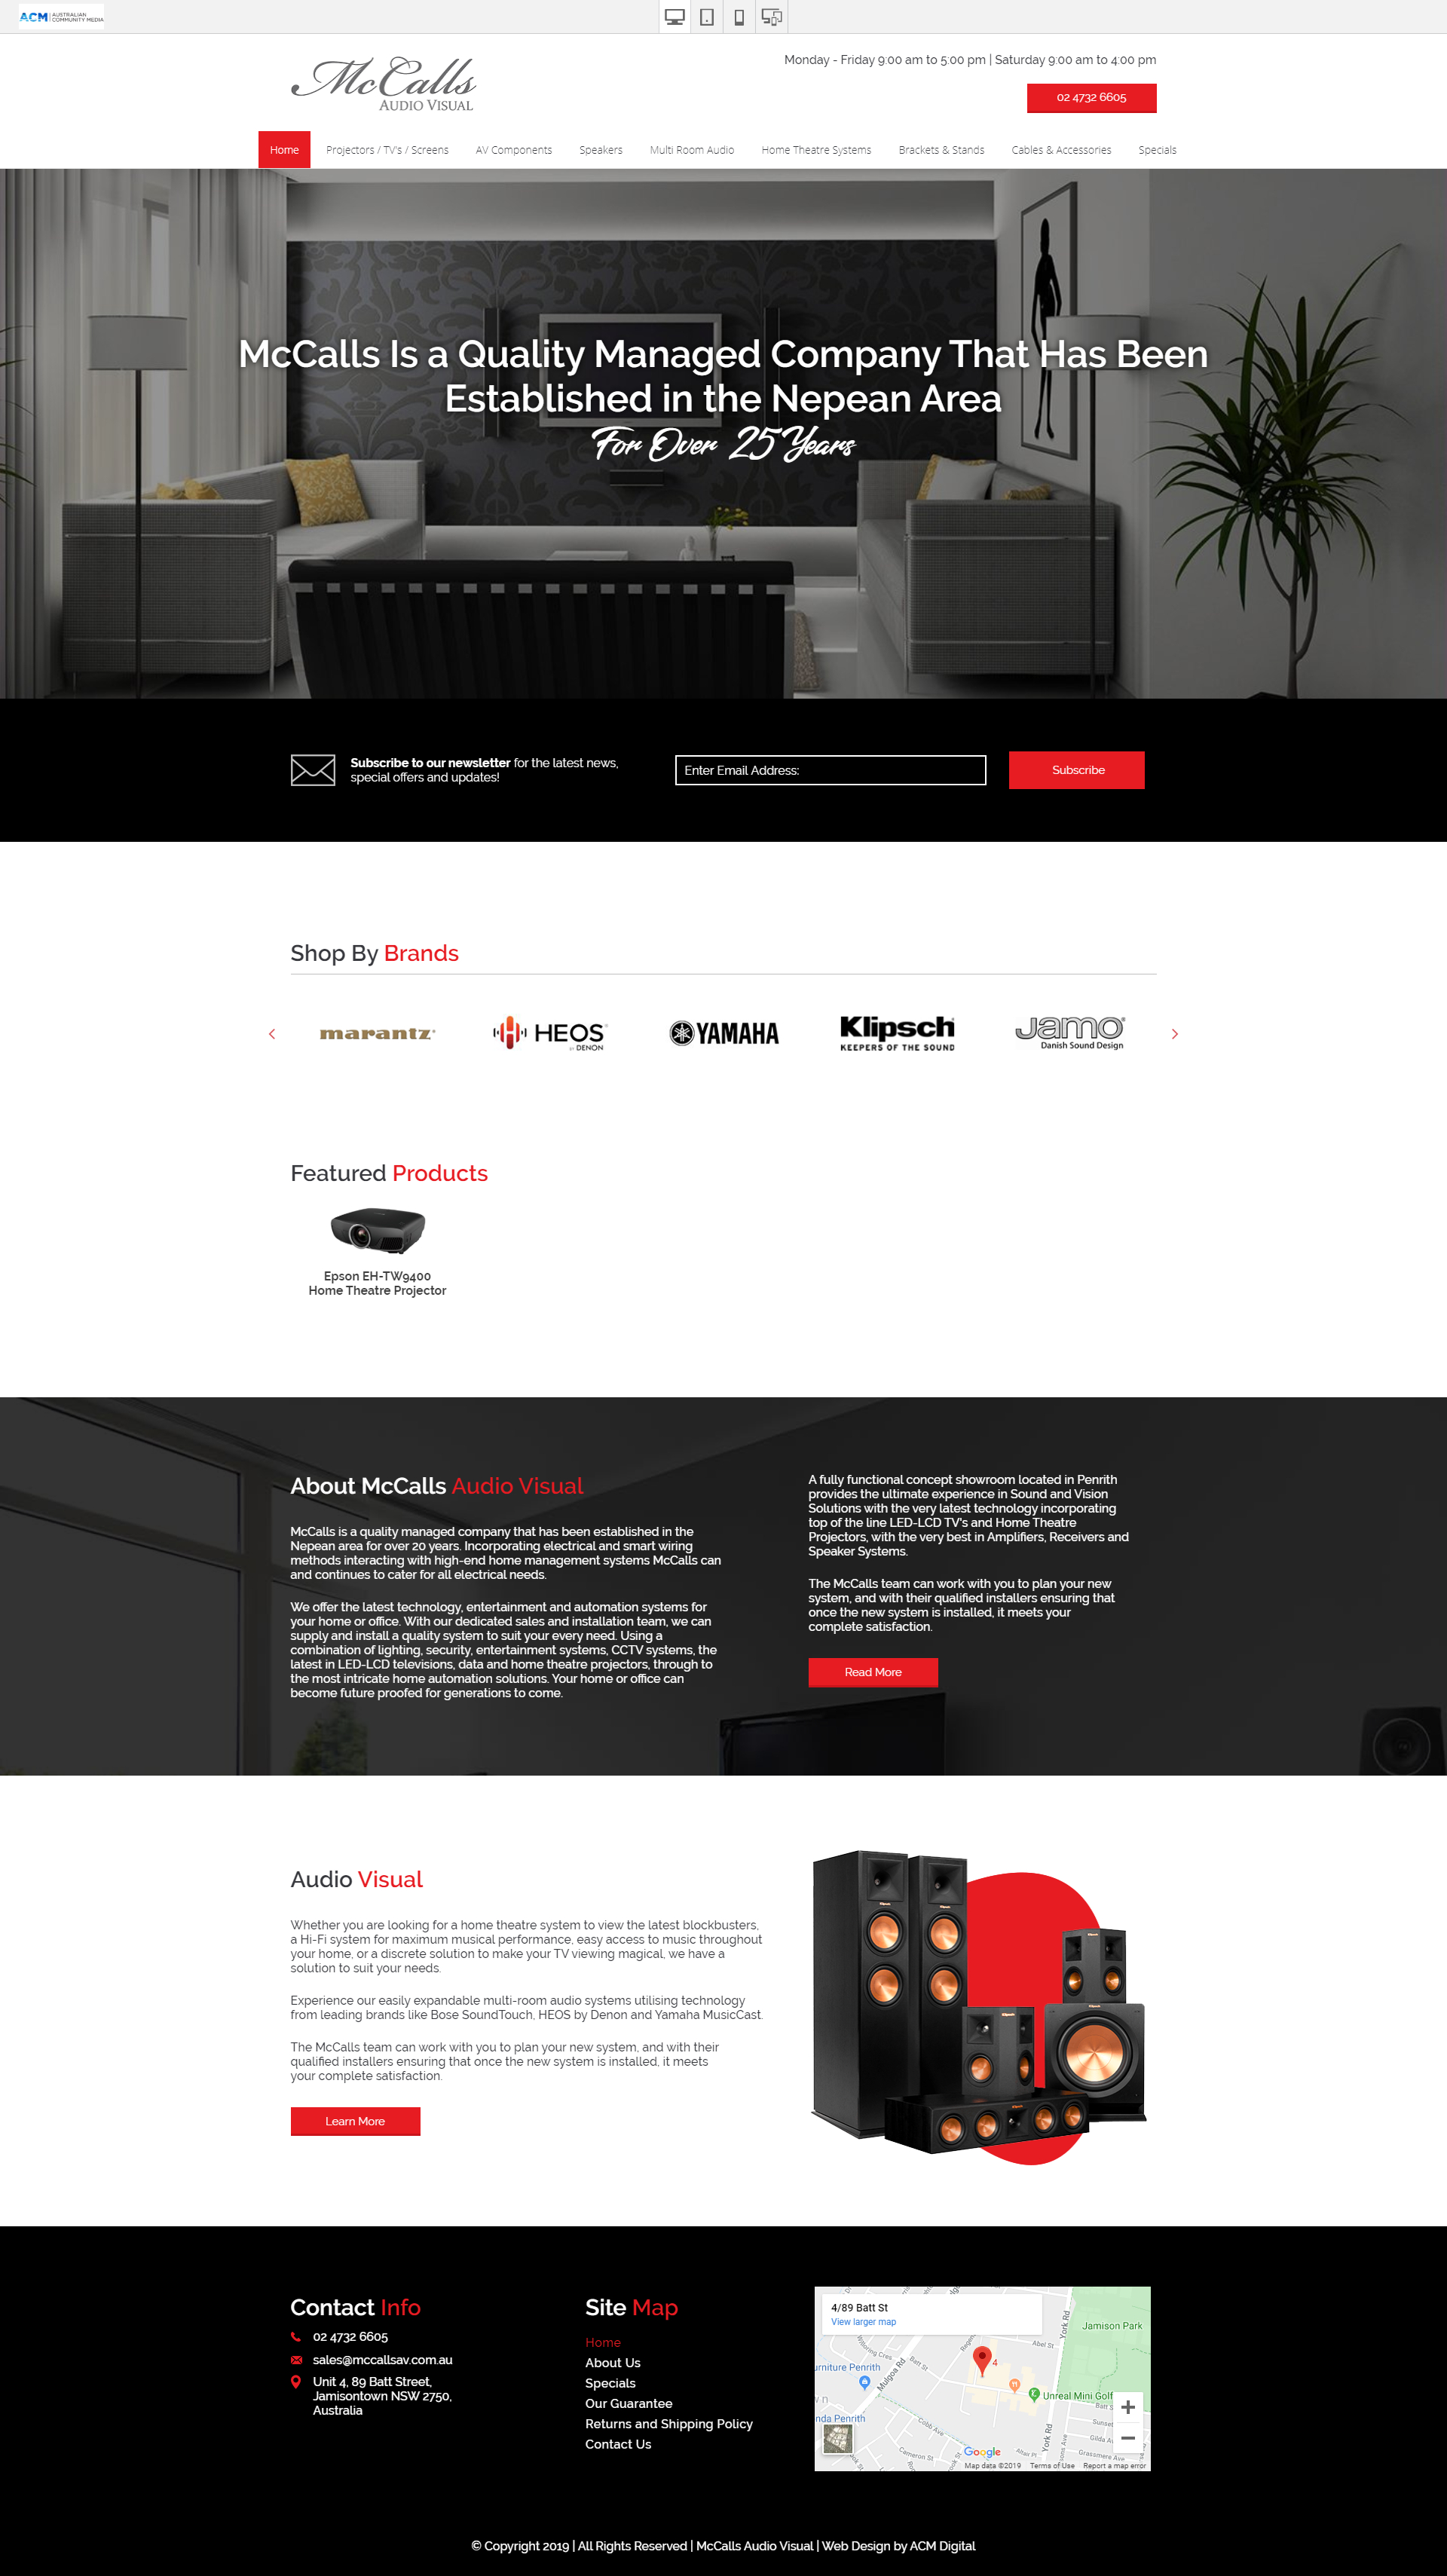 ACM AUSTRALIAN COMMUNITY MEDIA
Monday - Friday 9:00 am to 5:00 pm | Saturday 9:00 am to 4:00 pm
McCalls
AUDIO VISUAL
02 4732 6605
Home Projectors / TV's / Screens AV Components Speakers Multi Room Audio Home Theatre Systems Brackets & Stands Cables & Accessories Specials
McCalls Is a Quality Managed Company That Has Been
Established in the Nepean Area
For Over 25 Years
Subscribe to our newsletter for the latest news,
special offers and updates!
Enter Email Address:
Subscribe
Shop By Brands
marantz®
HEOS
BY DENON
YAMAHA
Klipsch
KEEPERS OF THE SOUND
JAMO®
Danish Sound Design
Featured Products
Epson EH-TW9400
Home Theatre Projector
About McCalls Audio Visual
McCalls is a quality managed company that has been established in the
Nepean area for over 20 years. Incorporating electrical and smart wiring
methods interacting with high-end home management systems McCalls can
and continues to cater for all electrical needs.
We offer the latest technology, entertainment and automation systems for
your home or office. With our dedicated sales and installation team, we can
supply and install a quality system to suit your every need. Using a
combination of lighting, security, entertainment systems, CCTV systems, the
latest in LED-LCD televisions, data and home theatre projectors, through to
the most intricate home automation solutions. Your home or office can
become future proofed for generations to come.
A fully functional concept showroom located in Penrith
provides the ultimate experience in Sound and Vision
Solutions with the very latest technology incorporating
top of the line LED-LCD TV's and Home Theatre
Projectors, with the very best in Amplifiers, Receivers and
Speaker Systems.
The McCalls team can work with you to plan your new
system, and with their qualified installers ensuring that
once the new system is installed, it meets your
complete satisfaction.
Read More
Audio Visual
Whether you are looking for a home theatre system to view the latest blockbusters,
a Hi-Fi system for maximum musical performance, easy access to music throughout
your home, or a discrete solution to make your TV viewing magical, we have a
solution to suit your needs.
Experience our easily expandable multi-room audio systems utilising technology
from leading brands like Bose SoundTouch, HEOS by Denon and Yamaha MusicCast.
The McCalls team can work with you to plan your new system, and with their
qualified installers ensuring that once the new system is installed, it meets
your complete satisfaction.
Learn More
Contact Info
02 4732 6605
sales@mccallsav.com.au
Unit 4, 89 Batt Street,
Jamisontown NSW 2750,
Australia
Site Map
Home
About Us
Specials
Our Guarantee
Returns and Shipping Policy
Contact Us
4/89 Batt St
View larger map
York Rd
Jamison Park
Abel St
Batt St
Mulgoa Rd
urniture Penrith
4
Unreal Mini Golf
nda Penrith
Cobb Ave
York Rd
Cameron St
Google
Map data ©2019 Terms of Use Report a map error
© Copyright 2019 | All Rights Reserved | McCalls Audio Visual | Web Design by ACM Digital